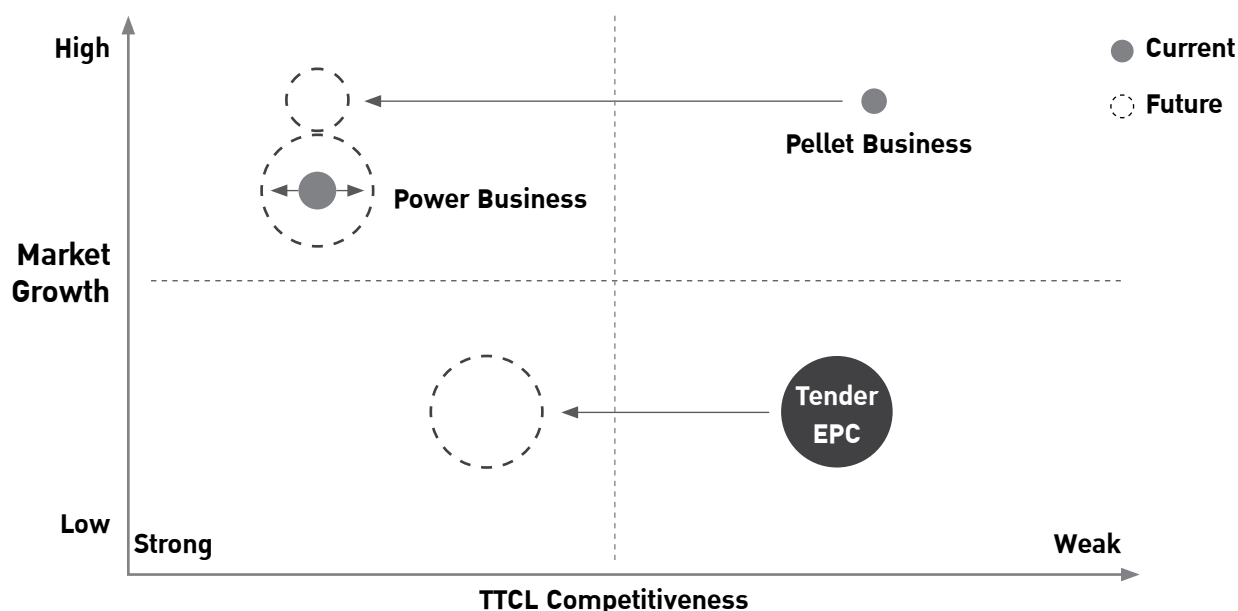 High
Current
Future
Pellet Business
Power Business
Market
Growth
Tender
EPC
Low
Strong
Weak
TTCL Competitiveness